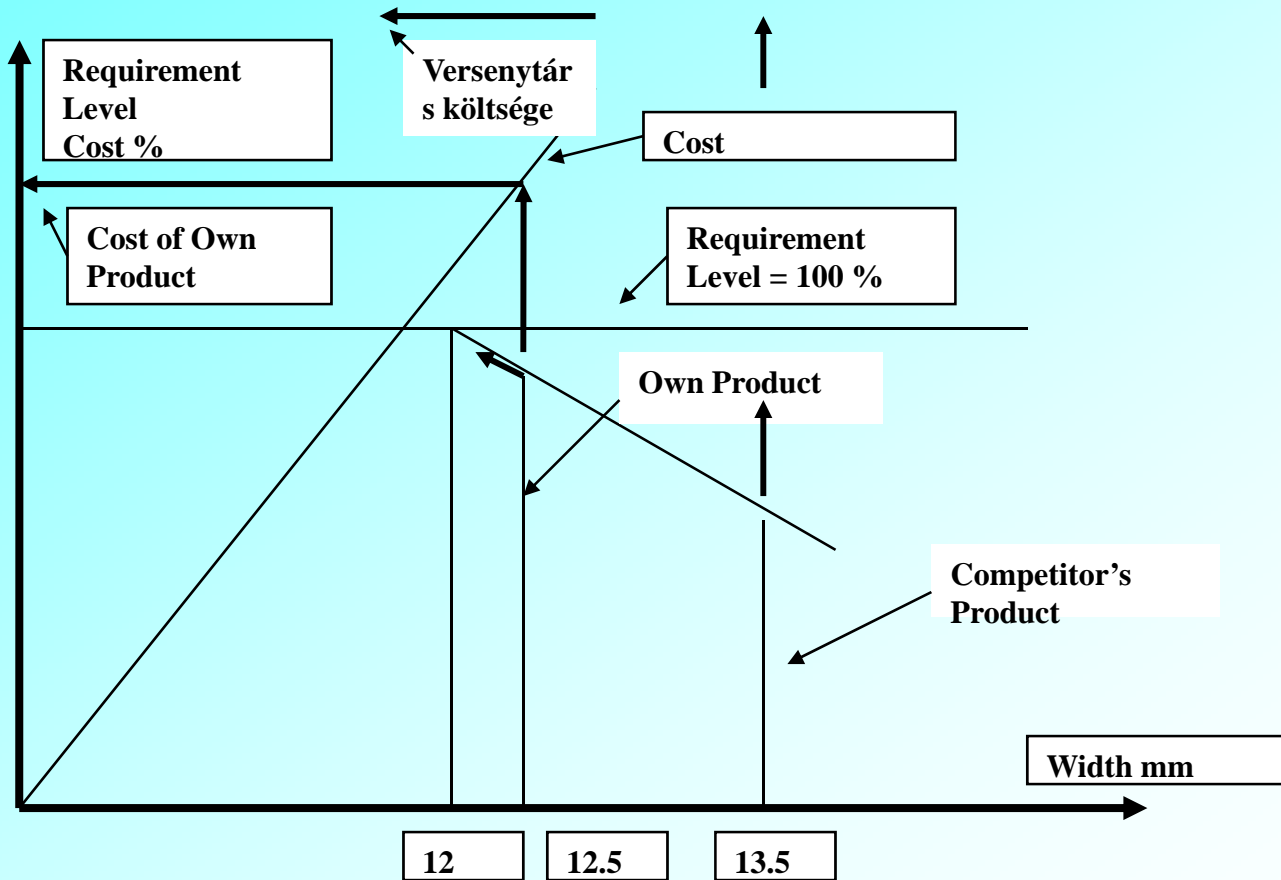 Requirement
Level
Cost %
Versenytár
s költsége
Cost
Cost of Own
Product
Requirement
Level = 100 %
Own Product
Competitor’s
Product
Width mm
12
12.5
13.5